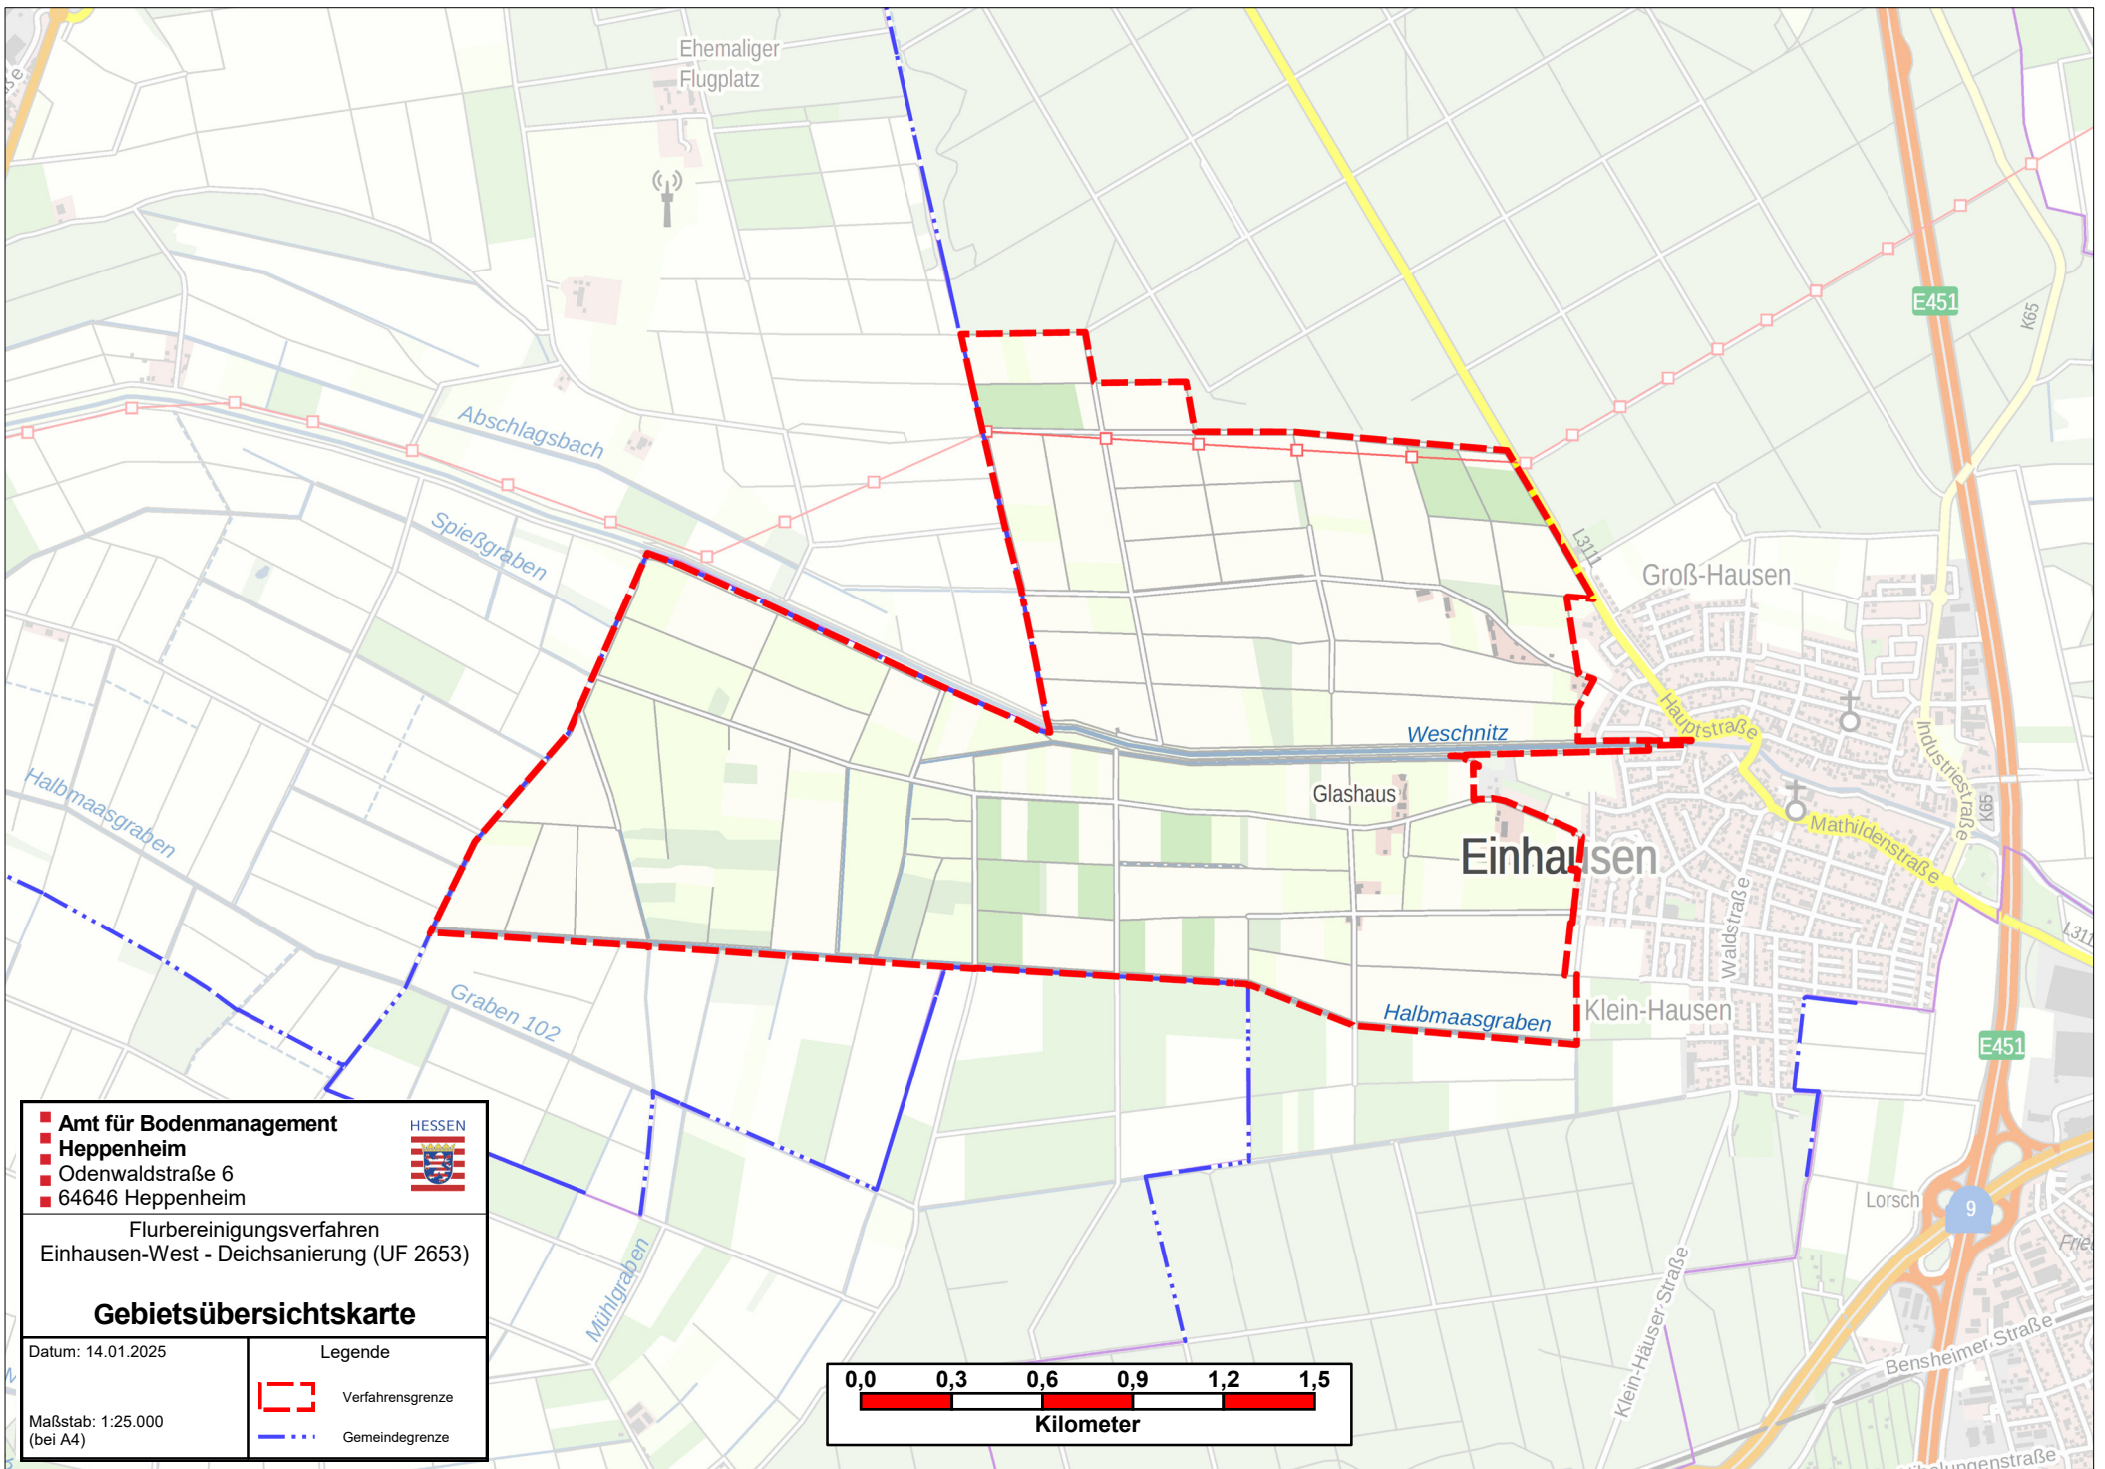 Ehemaliger
Flugplatz
E451
K65
Abschlagsbach
Spießgraben
L3111
Groß-Hausen
Hauptstraße
Weschnitz
Industriestraße
K65
Halbmaasgraben
Glashaus
Einhausen
Mathildenstraße
Waldstraße
L311
Graben 102
Halbmaasgraben
Klein-Hausen
E451
Lorsch
9
Mühlgraben
Klein-Häuser-Straße
Bensheimer Straße
Amt für Bodenmanagement
Heppenheim
Odenwaldstraße 6
64646 Heppenheim
HESSEN
Flurbereinigungsverfahren
Einhausen-West - Deichsanierung (UF 2653)
Gebietsübersichtskarte
Datum: 14.01.2025
Maßstab: 1:25.000
(bei A4)
Legende
Verfahrensgrenze
Gemeindegrenze
0,0 0,3 0,6 0,9 1,2 1,5
Kilometer